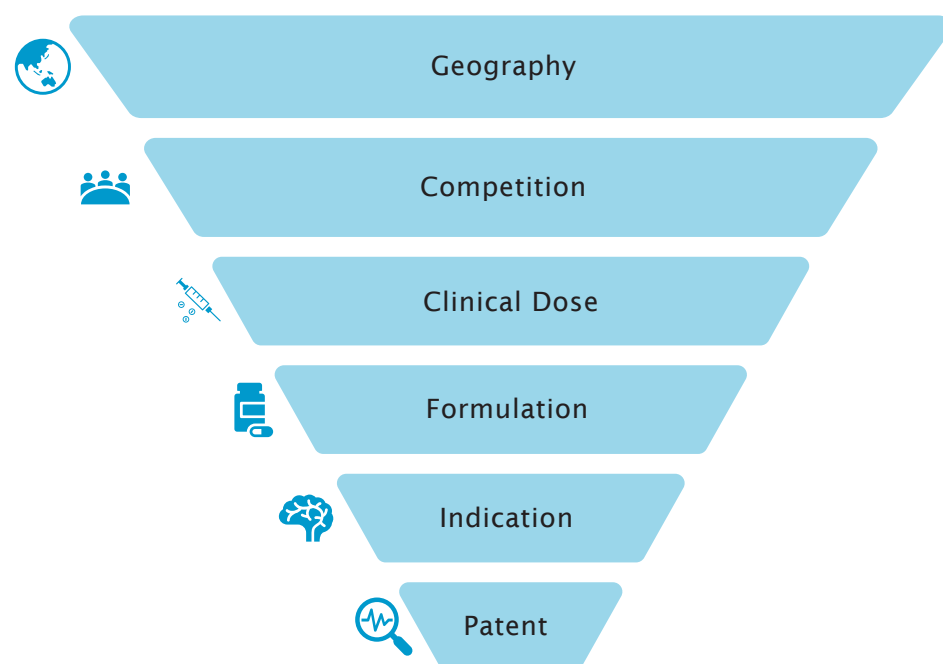 Geography
Competition
Clinical Dose
Formulation
Indication
Patent